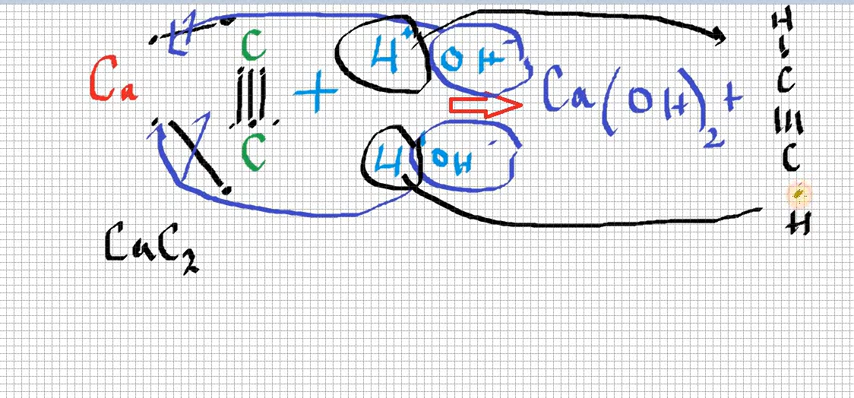 C H⁺ OH⁻ H
Ca ||| + ⇒ Ca(OH)₂ + C
C H⁺ OH⁻ |||
C
CaC₂ H